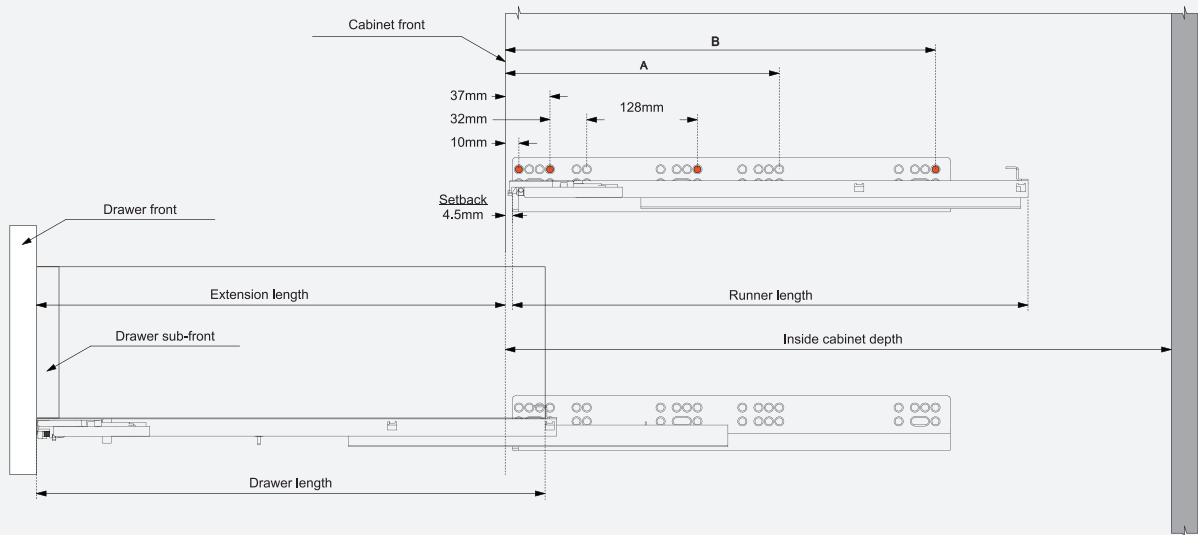 Cabinet front
B
A
37mm
128mm
32mm
10mm
Setback
4.5mm
Drawer front
Extension length
Runner length
Drawer sub-front
Inside cabinet depth
Drawer length